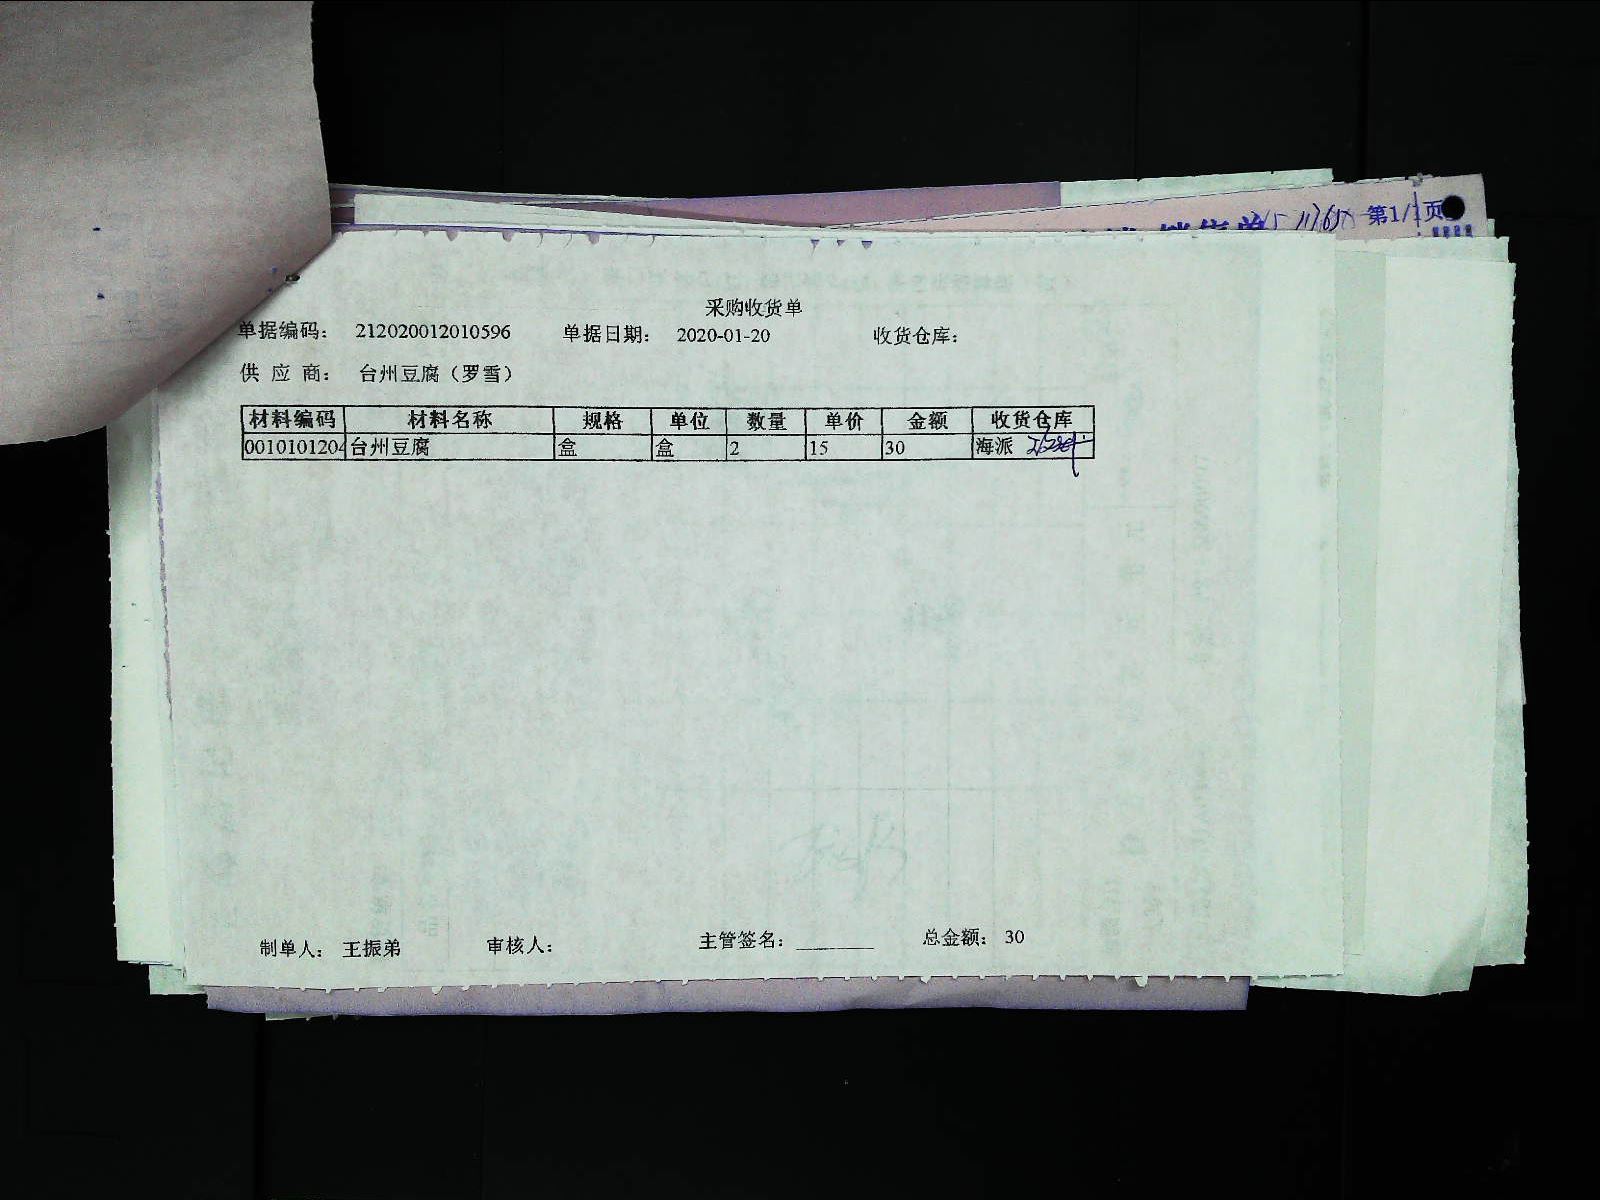 第1/1页
采购收货单
单据编码： 212020012010596 单据日期： 2020-01-20 收货仓库：
供 应 商： 台州豆腐（罗雪）
材料编码 材料名称 规格 单位 数量 单价 金额 收货仓库
0010101204 台州豆腐 盒 盒 2 15 30 海派
制单人： 王振弟 审核人： 主管签名： 总金额： 30